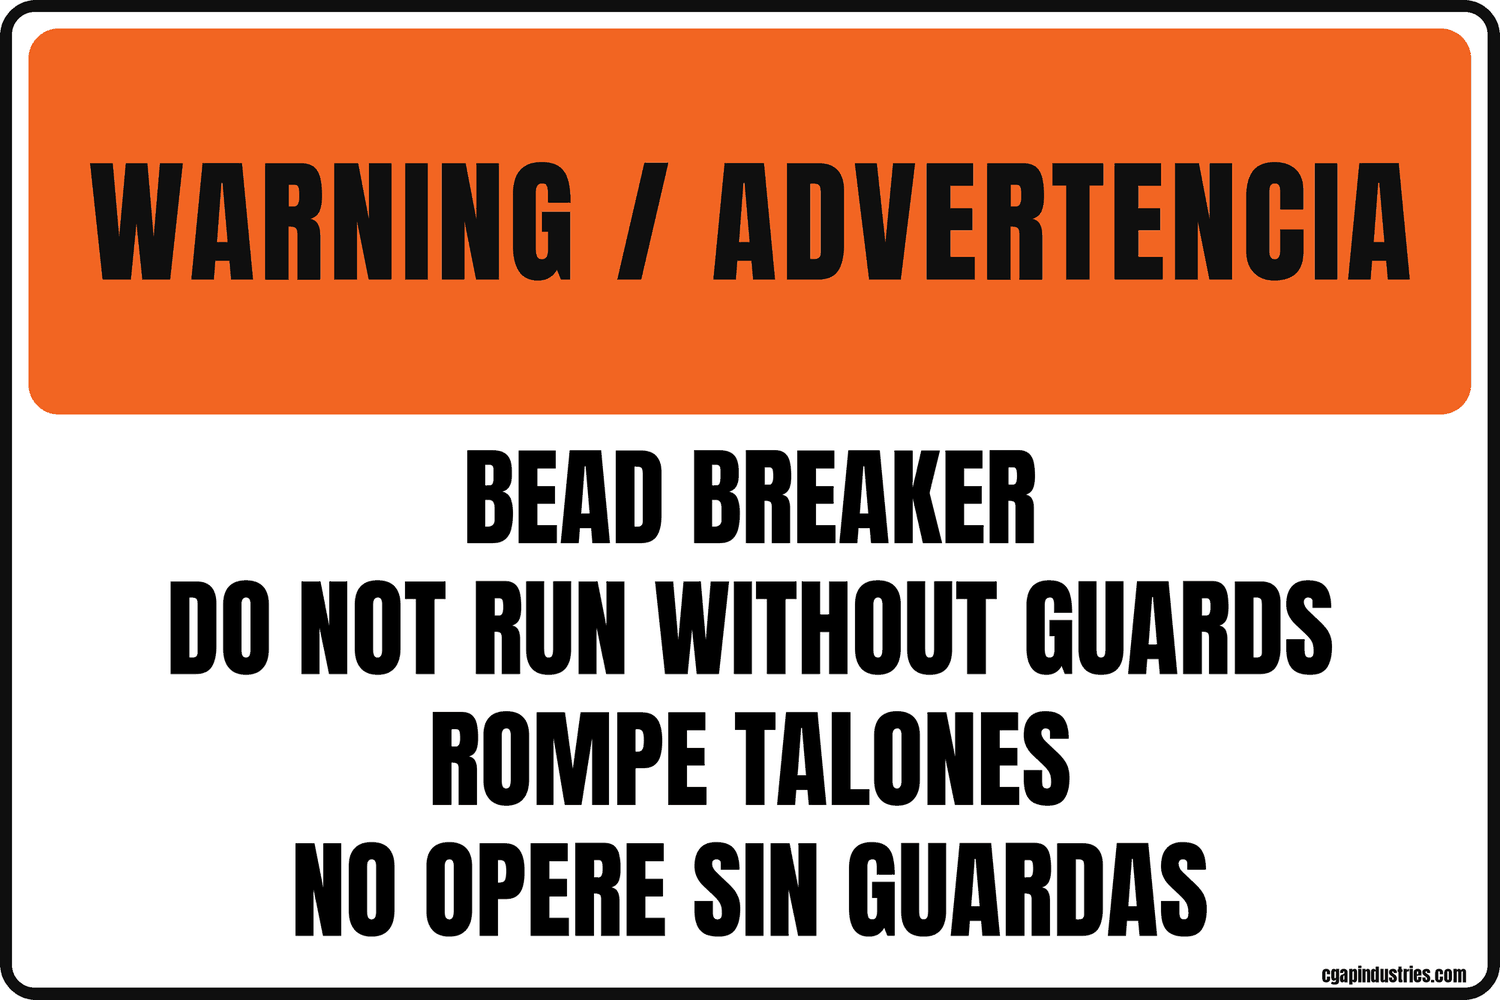 WARNING / ADVERTENCIA
BEAD BREAKER
DO NOT RUN WITHOUT GUARDS
ROMPE TALONES
NO OPERE SIN GUARDAS
cgapindustries.com